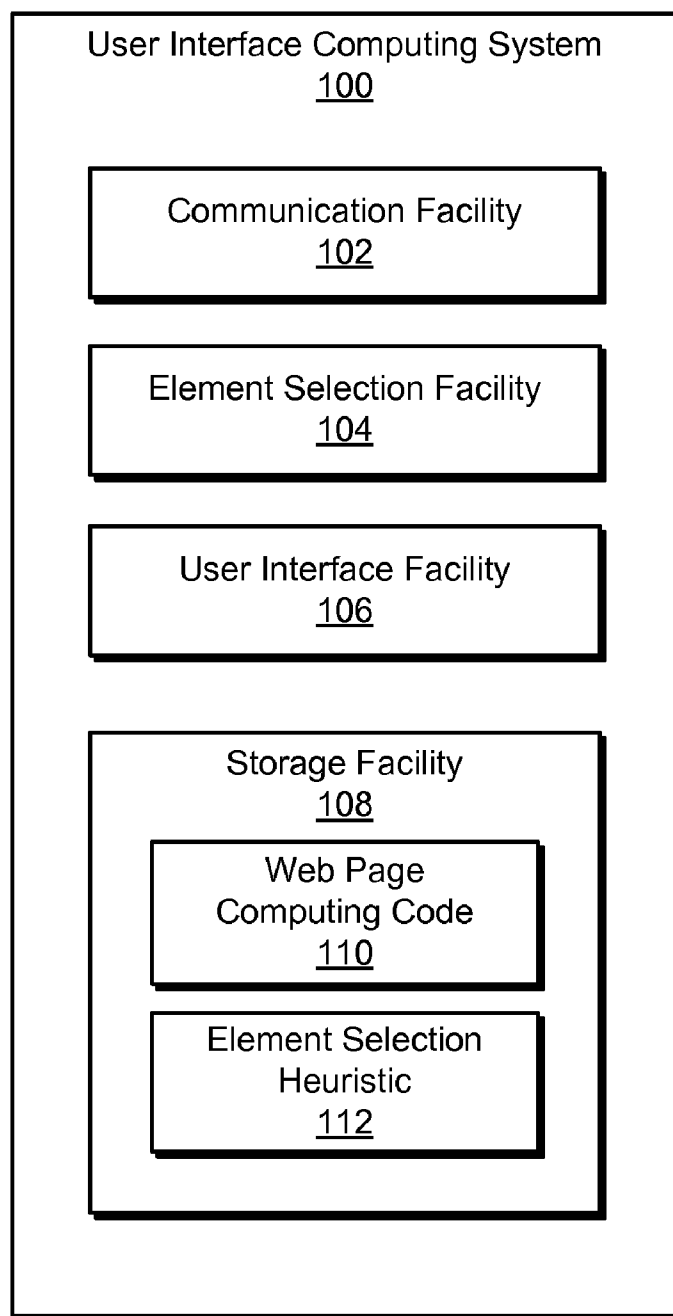 User Interface Computing System
100
Communication Facility
102
Element Selection Facility
104
User Interface Facility
106
Storage Facility
108
Web Page
Computing Code
110
Element Selection
Heuristic
112